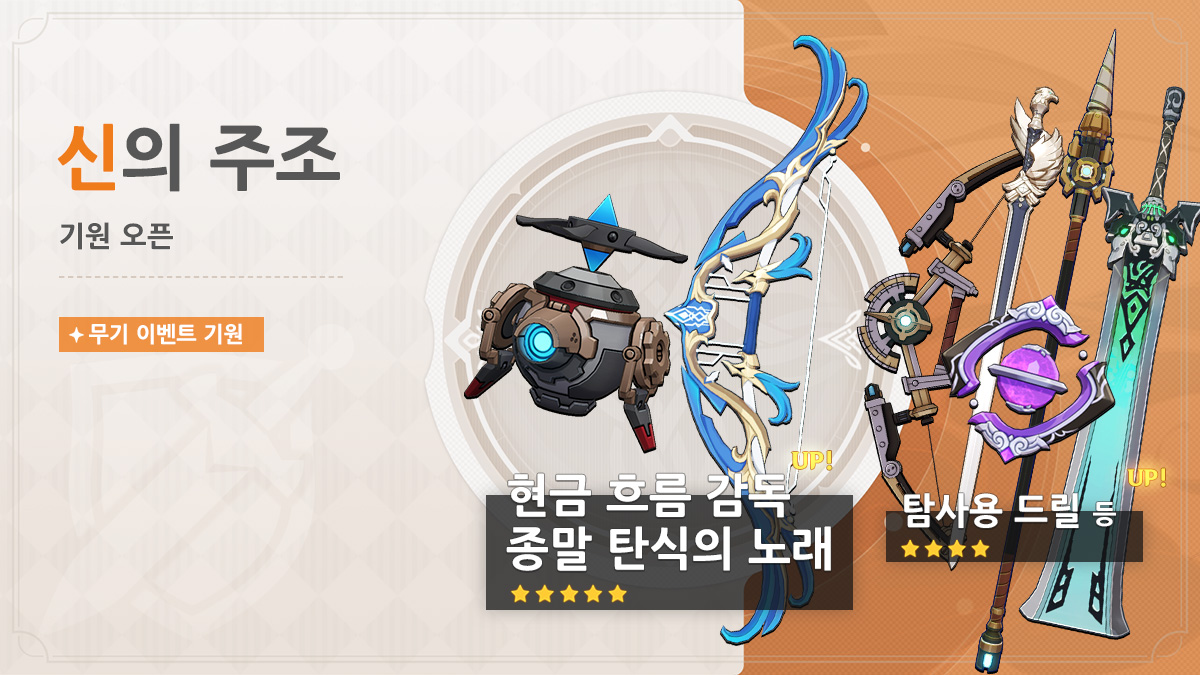 신의 주조
기원 오픈
무기 이벤트 기원
UP!
현금 흐름 감독
종말 탄식의 노래
UP!
탐사용 드릴 등